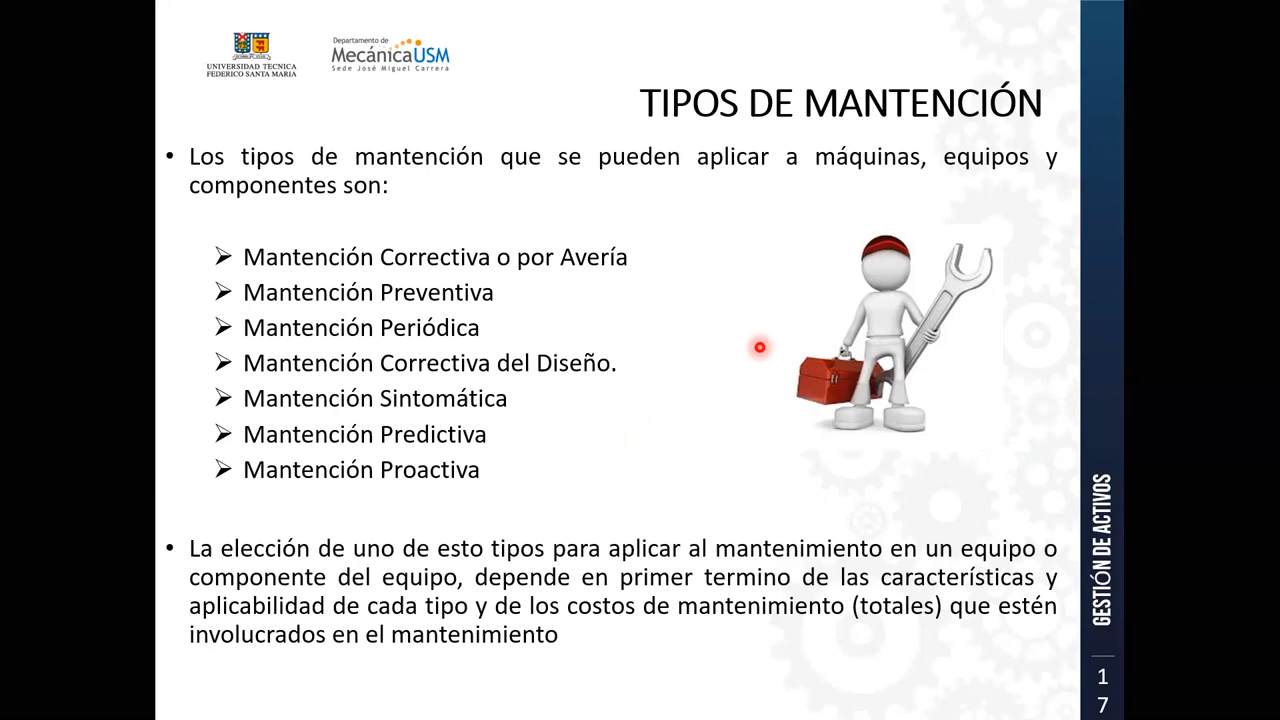 UNIVERSIDAD TECNICA
FEDERICO SANTA MARIA
Departamento de
MecánicaUSM
Sede José Miguel Carrera
TIPOS DE MANTENCIÓN
• Los tipos de mantención que se pueden aplicar a máquinas, equipos y
componentes son:
➢ Mantención Correctiva o por Avería
➢ Mantención Preventiva
➢ Mantención Periódica
➢ Mantención Correctiva del Diseño.
➢ Mantención Sintomática
➢ Mantención Predictiva
➢ Mantención Proactiva
• La elección de uno de esto tipos para aplicar al mantenimiento en un equipo o
componente del equipo, depende en primer termino de las características y
aplicabilidad de cada tipo y de los costos de mantenimiento (totales) que estén
involucrados en el mantenimiento
GESTIÓN DE ACTIVOS
1
7